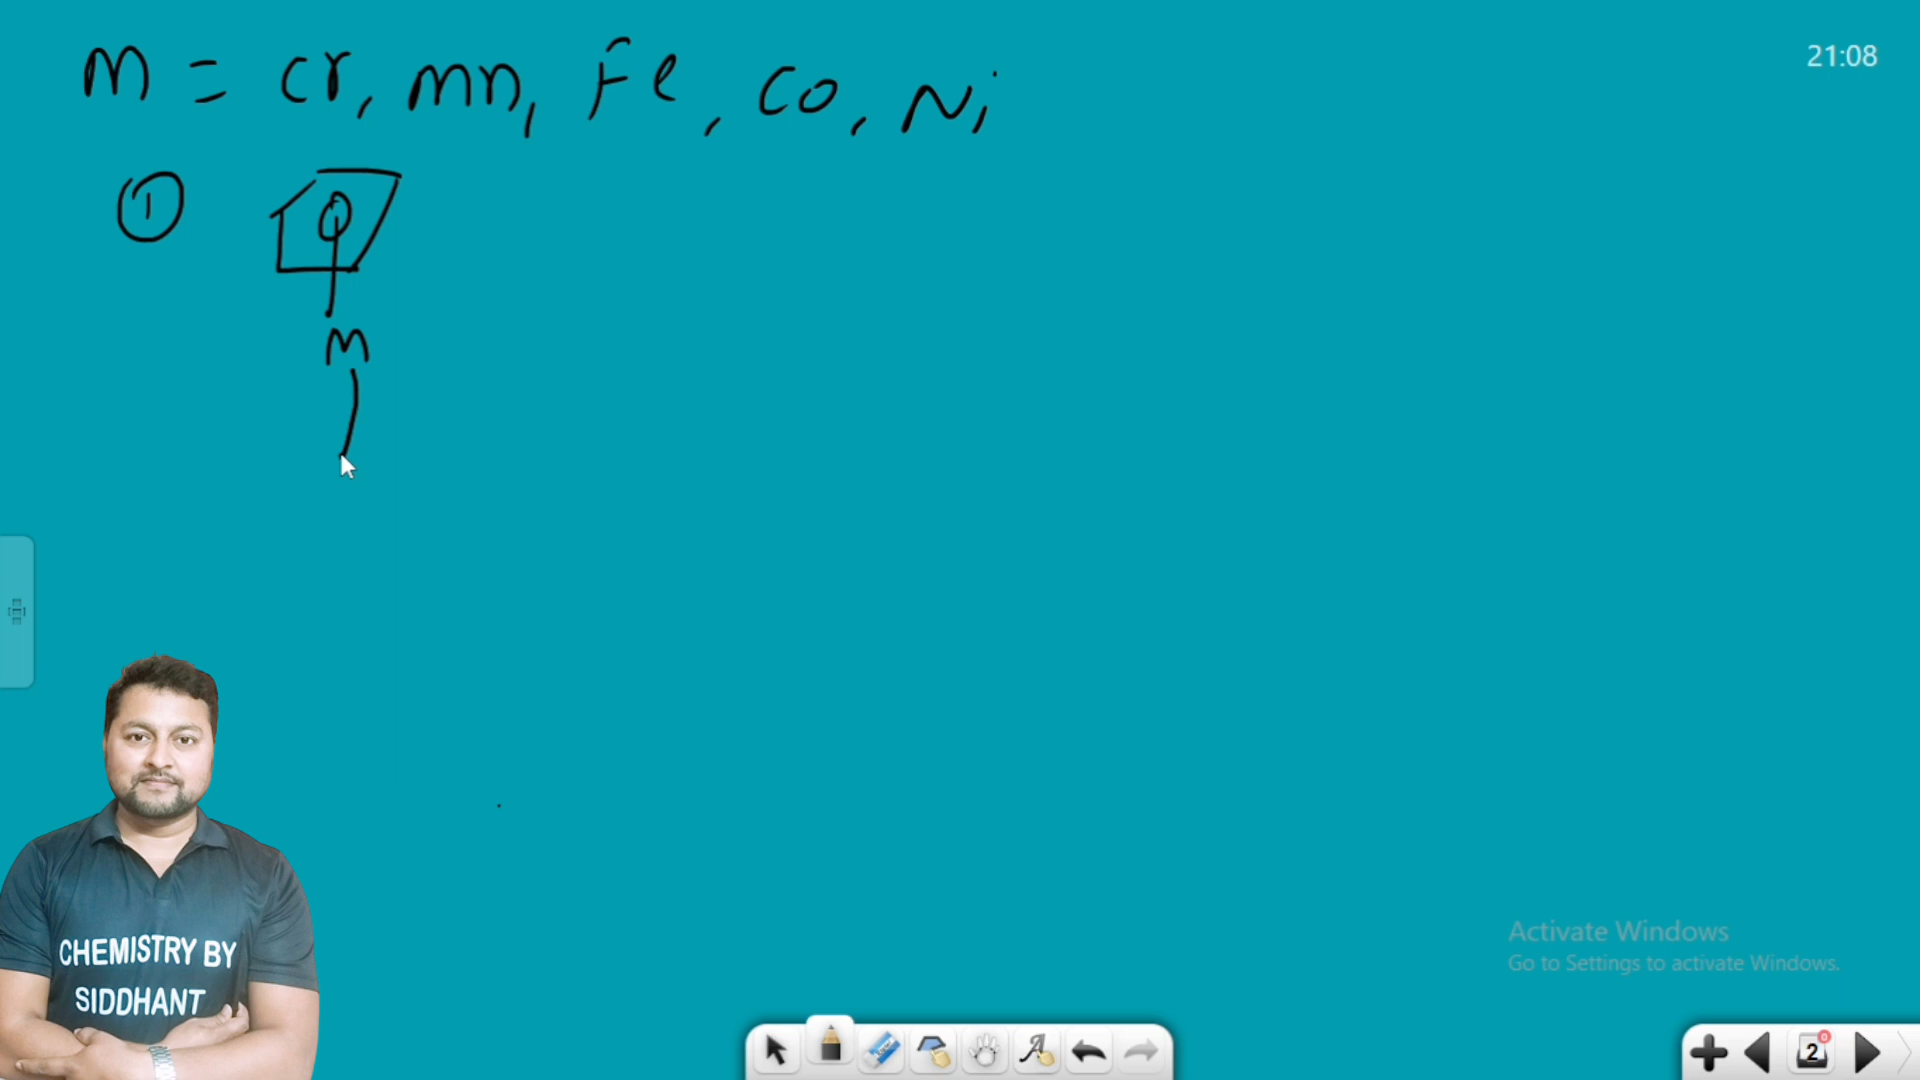 M = Cr, Mn, Fe, Co, Ni
21:08
①
M
CHEMISTRY BY
SIDDHANT
Activate Windows
Go to Settings to activate Windows.
2